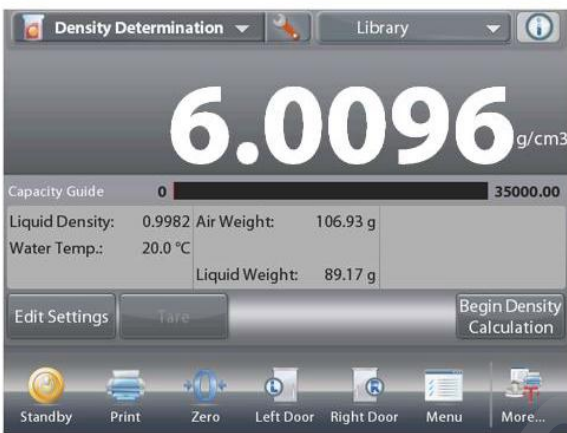 Density Determination Library
6.0096 g/cm3
Capacity Guide 0 35000.00
Liquid Density: 0.9982 Air Weight: 106.93 g
Water Temp.: 20.0 °C
Liquid Weight: 89.17 g
Edit Settings Tare Begin Density
Calculation
L R
Standby Print Zero Left Door Right Door Menu More...